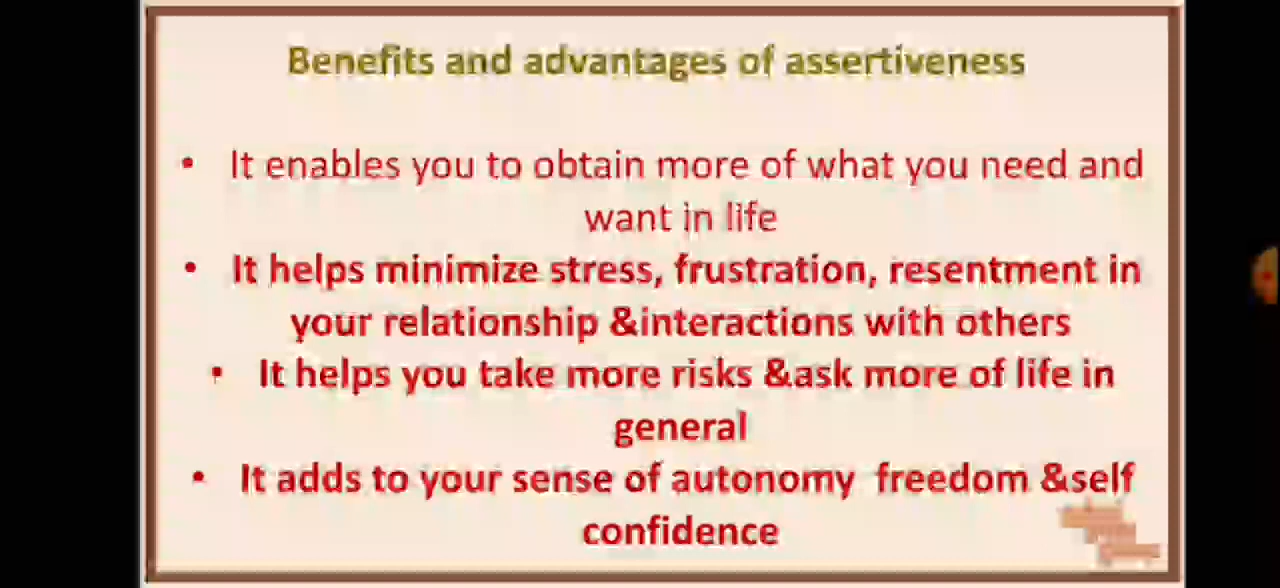 Benefits and advantages of assertiveness
• It enables you to obtain more of what you need and
want in life
• It helps minimize stress, frustration, resentment in
your relationship &interactions with others
• It helps you take more risks &ask more of life in
general
• It adds to your sense of autonomy freedom &self
confidence